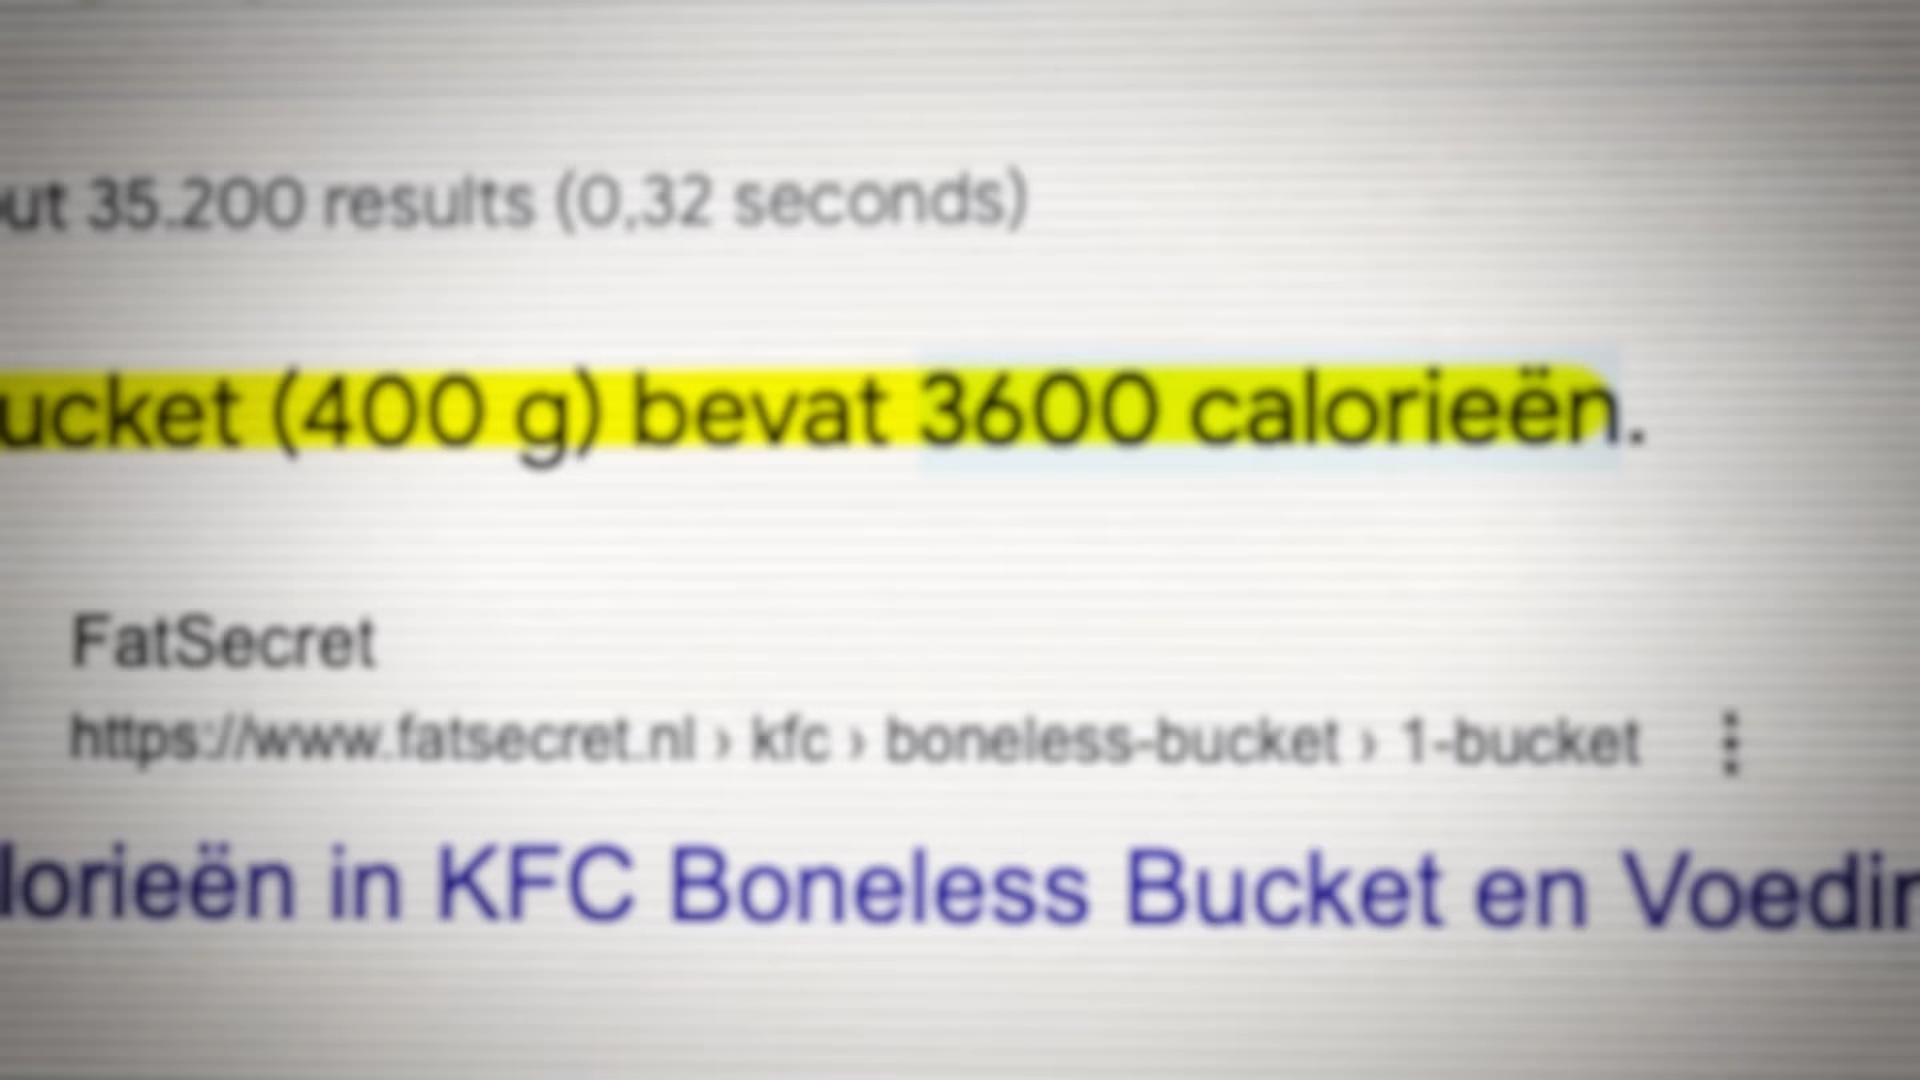 ut 35.200 results (0,32 seconds)
ucket (400 g) bevat 3600 calorieën.
FatSecret
https://www.fatsecret.nl › kfc › boneless-bucket › 1-bucket
lorieën in KFC Boneless Bucket en Voedin